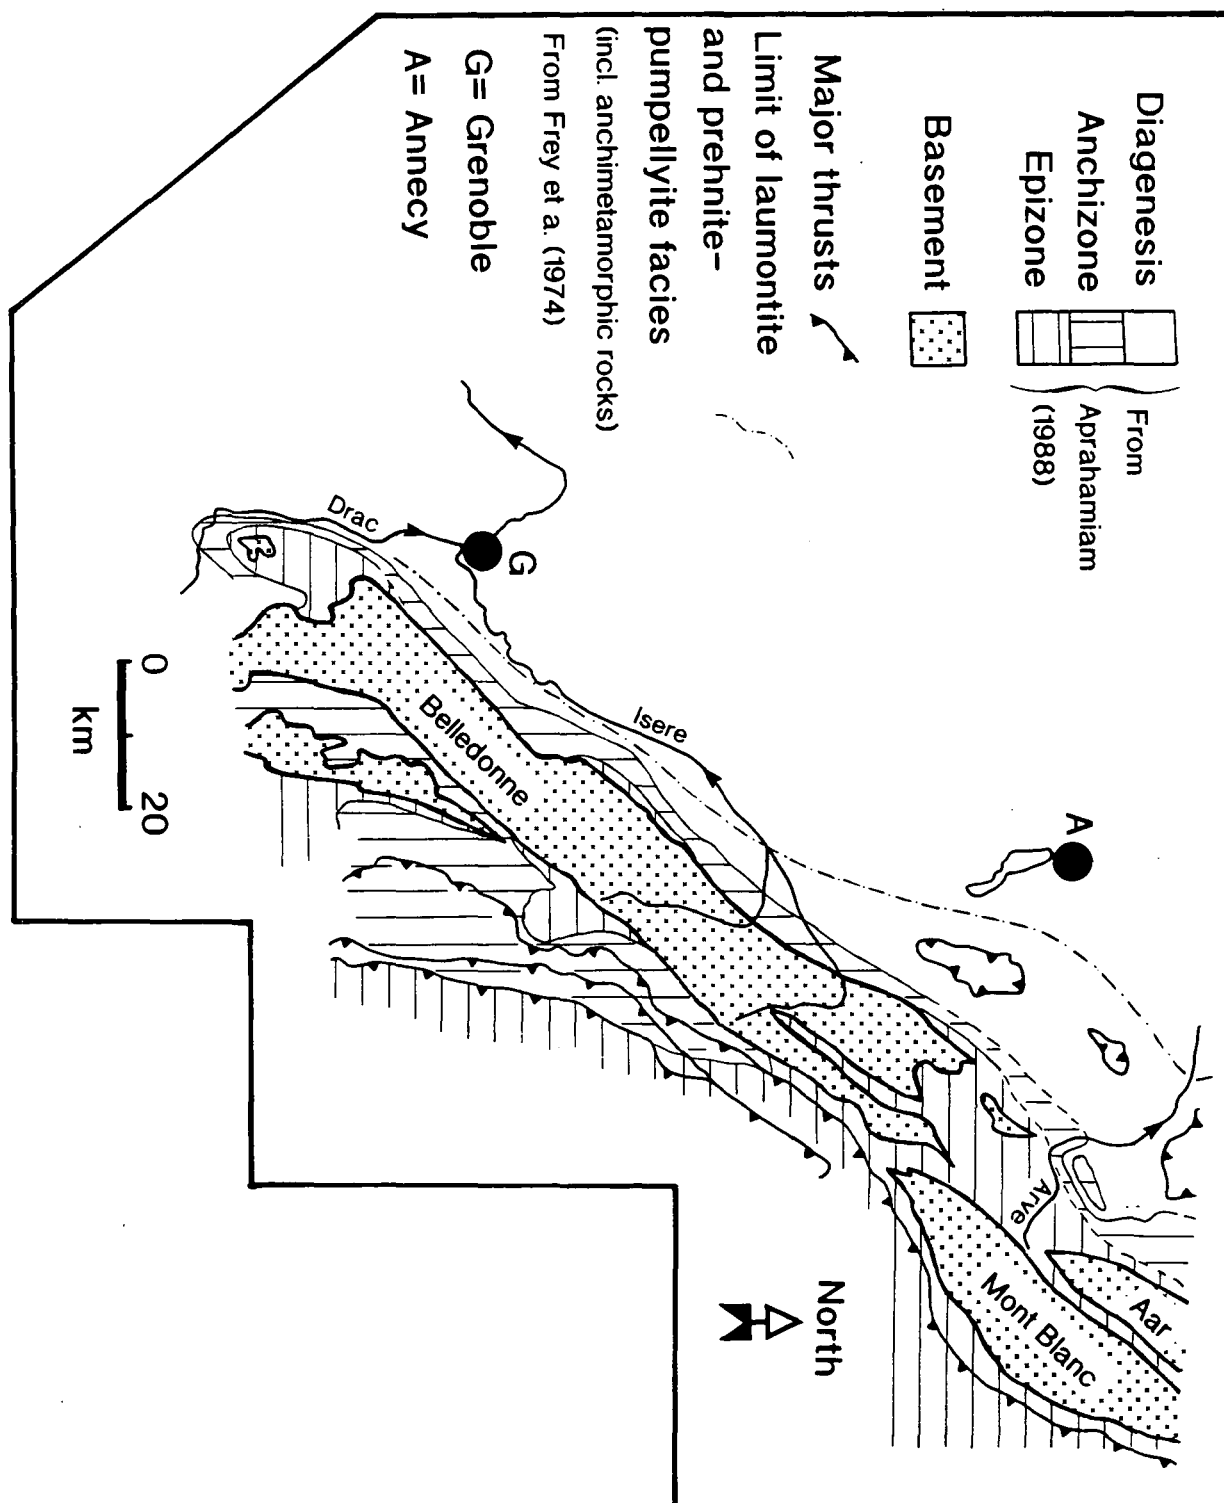 Diagenesis
Anchizone
Epizone
From
Aprahamiam
(1988)
Basement
Major thrusts
Limit of laumontite
and prehnite-
pumpellyite facies
(incl. anchimetamorphic rocks)
From Frey et a. (1974)
G= Grenoble
A= Annecy
A
Arve
Aar
Mont Blanc
North
Isere
G
Drac
Belledonne
0 20
km